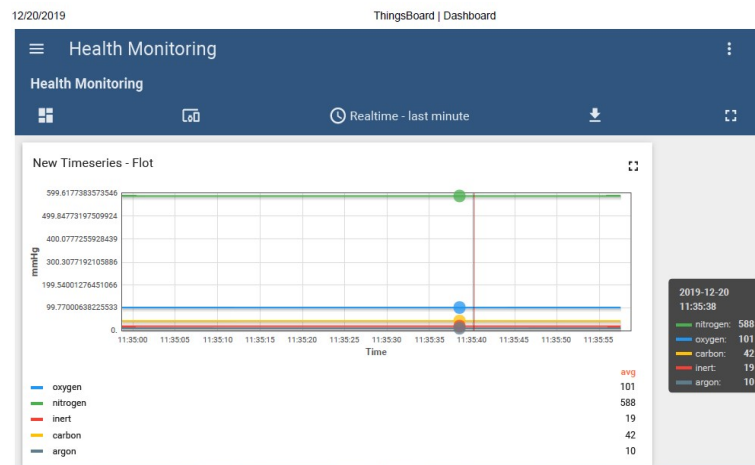 12/20/2019 ThingsBoard | Dashboard
Health Monitoring
Health Monitoring
Realtime - last minute
New Timeseries - Flot
599.6177383573546
499.84773197509924
400.0777255928439
300.3077192105886
199.54001276451066
99.77000638225533
0.
mmHg
11:35:00 11:35:05 11:35:10 11:35:15 11:35:20 11:35:25 11:35:30 11:35:35 11:35:40 11:35:45 11:35:50 11:35:55
Time
2019-12-20
11:35:38
nitrogen: 588
oxygen: 101
carbon: 42
inert: 19
argon: 10
avg
oxygen 101
nitrogen 588
inert 19
carbon 42
argon 10